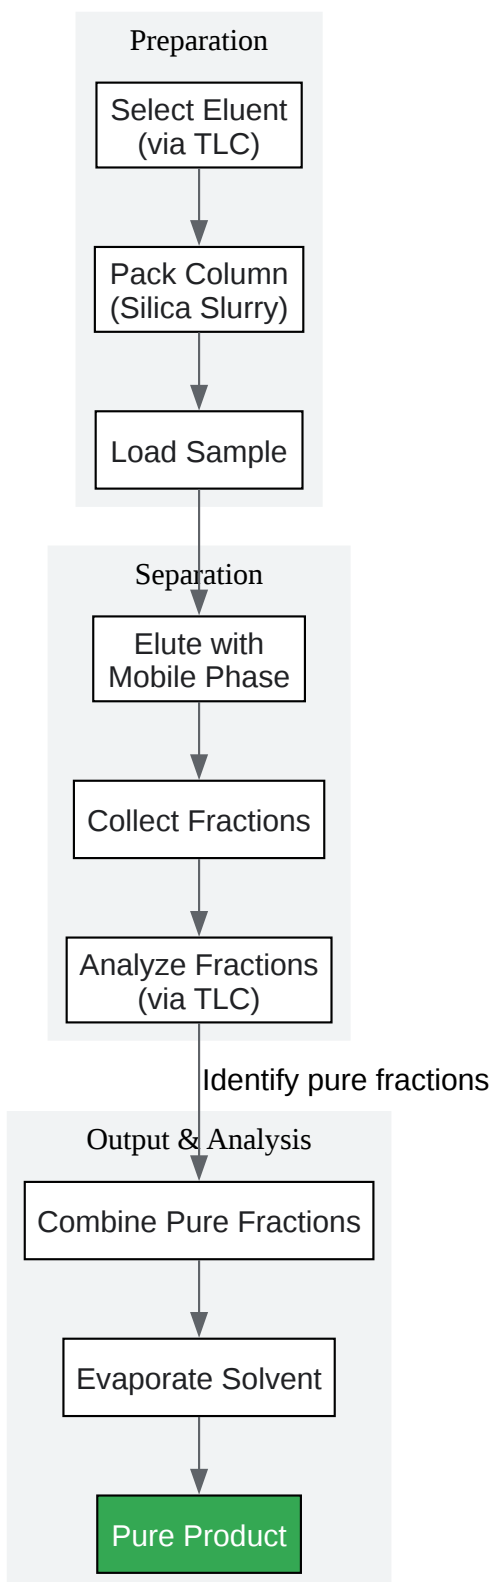 Preparation
Select Eluent
(via TLC)
Pack Column
(Silica Slurry)
Load Sample
Separation
Elute with
Mobile Phase
Collect Fractions
Analyze Fractions
(via TLC)
Identify pure fractions
Output & Analysis
Combine Pure Fractions
Evaporate Solvent
Pure Product